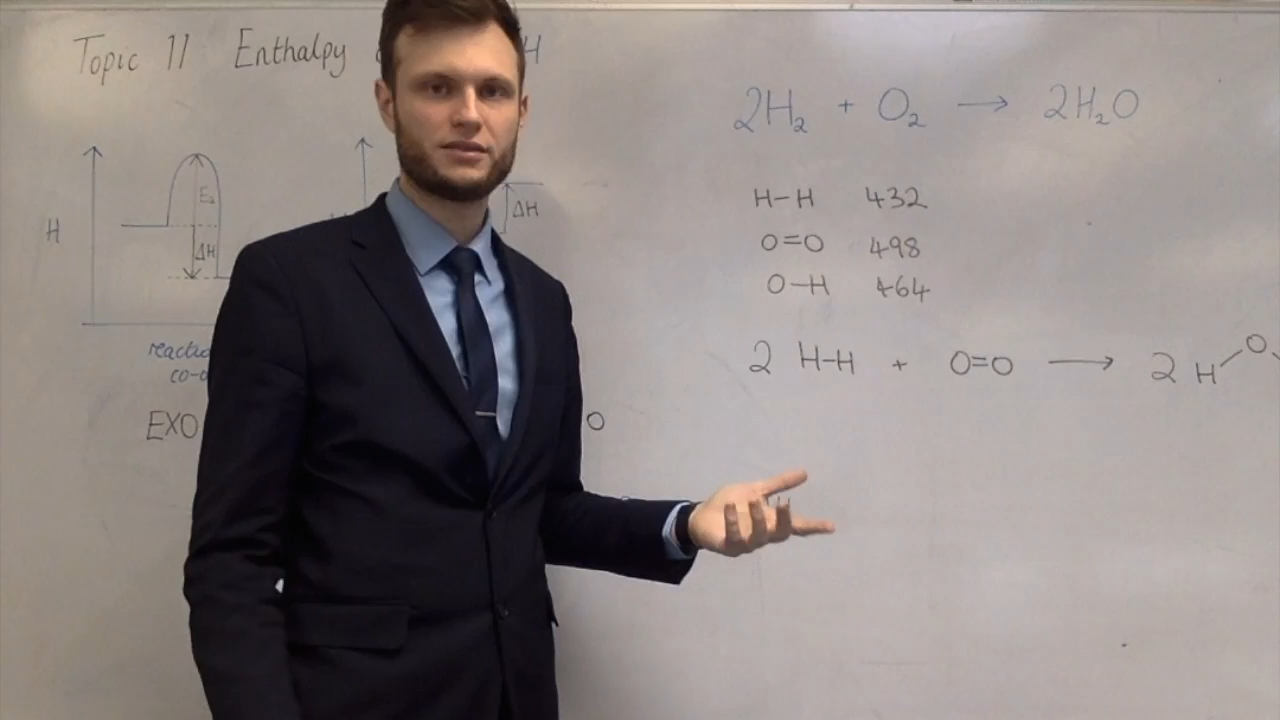 Topic 11 Enthalpy H
2H₂ + O₂ → 2H₂O
H
Eₐ
ΔH
ΔH
H-H 432
O=O 498
O-H 464
2 H-H + O=O → 2 H O
EXO
O